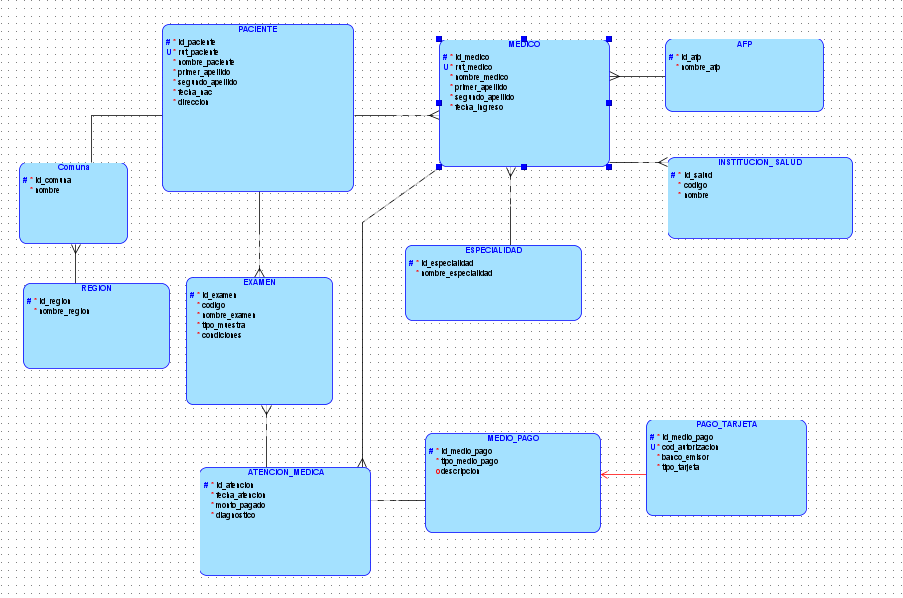 PACIENTE
# * id_paciente
U * rut_paciente
* nombre_paciente
* primer_apellido
* segundo_apellido
* fecha_nac
* direccion
MEDICO
# * id_medico
U * rut_medico
* nombre_medico
* primer_apellido
* segundo_apellido
* fecha_ingreso
AFP
# * id_afp
* nombre_afp
Comuna
# * id_comuna
* nombre
INSTITUCION_SALUD
# * id_salud
* codigo
* nombre
ESPECIALIDAD
# * id_especialidad
* nombre_especialidad
REGION
# * id_region
* nombre_region
EXAMEN
# * id_examen
* codigo
* nombre_examen
* tipo_muestra
* condiciones
MEDIO_PAGO
# * id_medio_pago
* tipo_medio_pago
o descripcion
PAGO_TARJETA
# * id_medio_pago
U * cod_autorizacion
* banco_emisor
* tipo_tarjeta
ATENCION_MEDICA
# * id_atencion
* fecha_atencion
* monto_pagado
* diagnostico